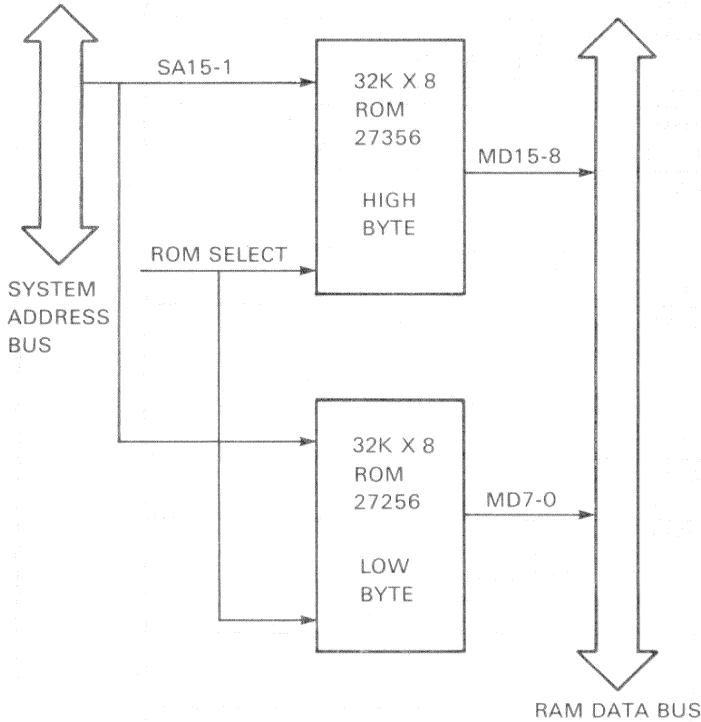 SA15-1
32K X 8
ROM
27356
HIGH
BYTE
MD15-8
ROM SELECT
SYSTEM
ADDRESS
BUS
32K X 8
ROM
27256
LOW
BYTE
MD7-0
RAM DATA BUS